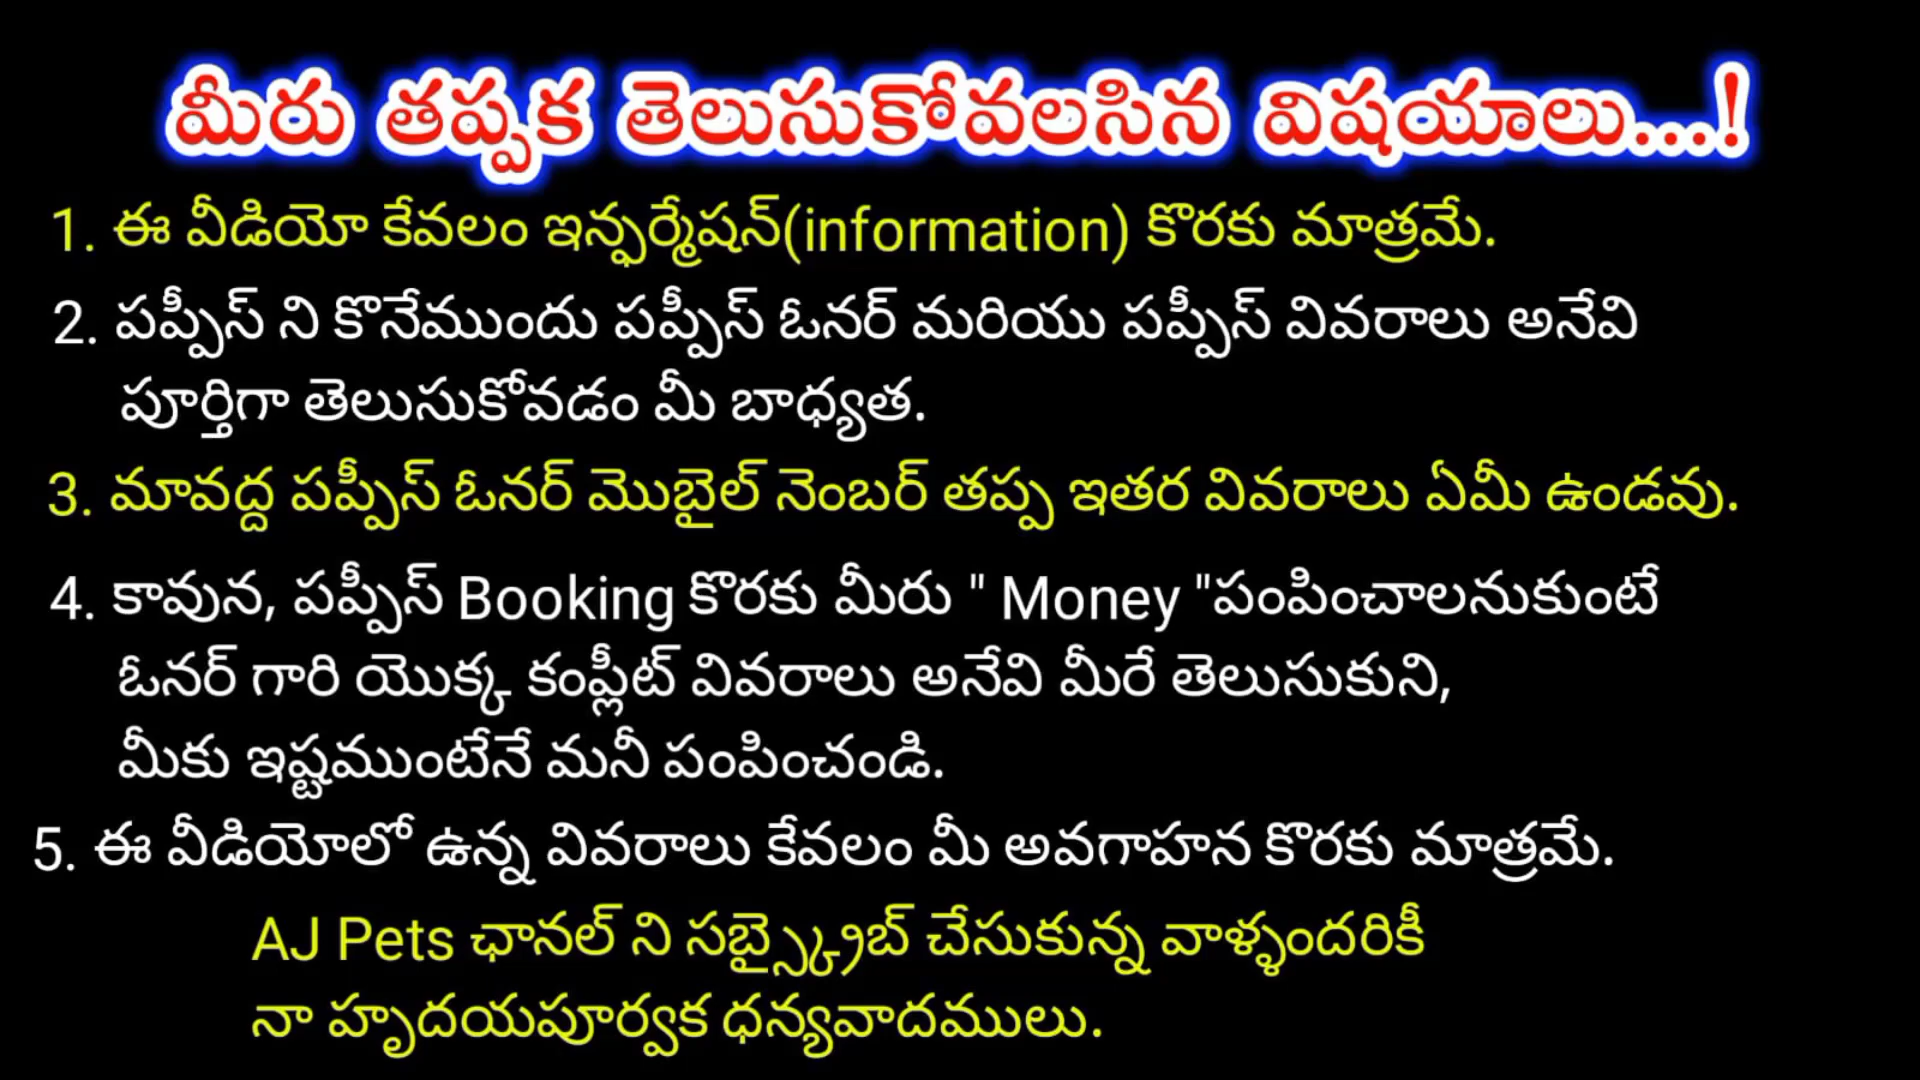 మీరు తప్పక తెలుసుకోవలసిన విషయాలు....!
1. ఈ వీడియో కేవలం ఇన్ఫర్మేషన్(information) కొరకు మాత్రమే.
2. పప్పీస్ ని కొనేముందు పప్పీస్ ఓనర్ మరియు పప్పీస్ వివరాలు అనేవి
పూర్తిగా తెలుసుకోవడం మీ బాధ్యత.
3. మావద్ద పప్పీస్ ఓనర్ మొబైల్ నెంబర్ తప్ప ఇతర వివరాలు ఏమీ ఉండవు.
4. కావున, పప్పీస్ Booking కొరకు మీరు " Money "పంపించాలనుకుంటే
ఓనర్ గారి యొక్క కంప్లీట్ వివరాలు అనేవి మీరే తెలుసుకుని,
మీకు ఇష్టముంటేనే మనీ పంపించండి.
5. ఈ వీడియోలో ఉన్న వివరాలు కేవలం మీ అవగాహన కొరకు మాత్రమే.
AJ Pets ఛానల్ ని సబ్స్క్రైబ్ చేసుకున్న వాళ్ళందరికీ
నా హృదయపూర్వక ధన్యవాదములు.